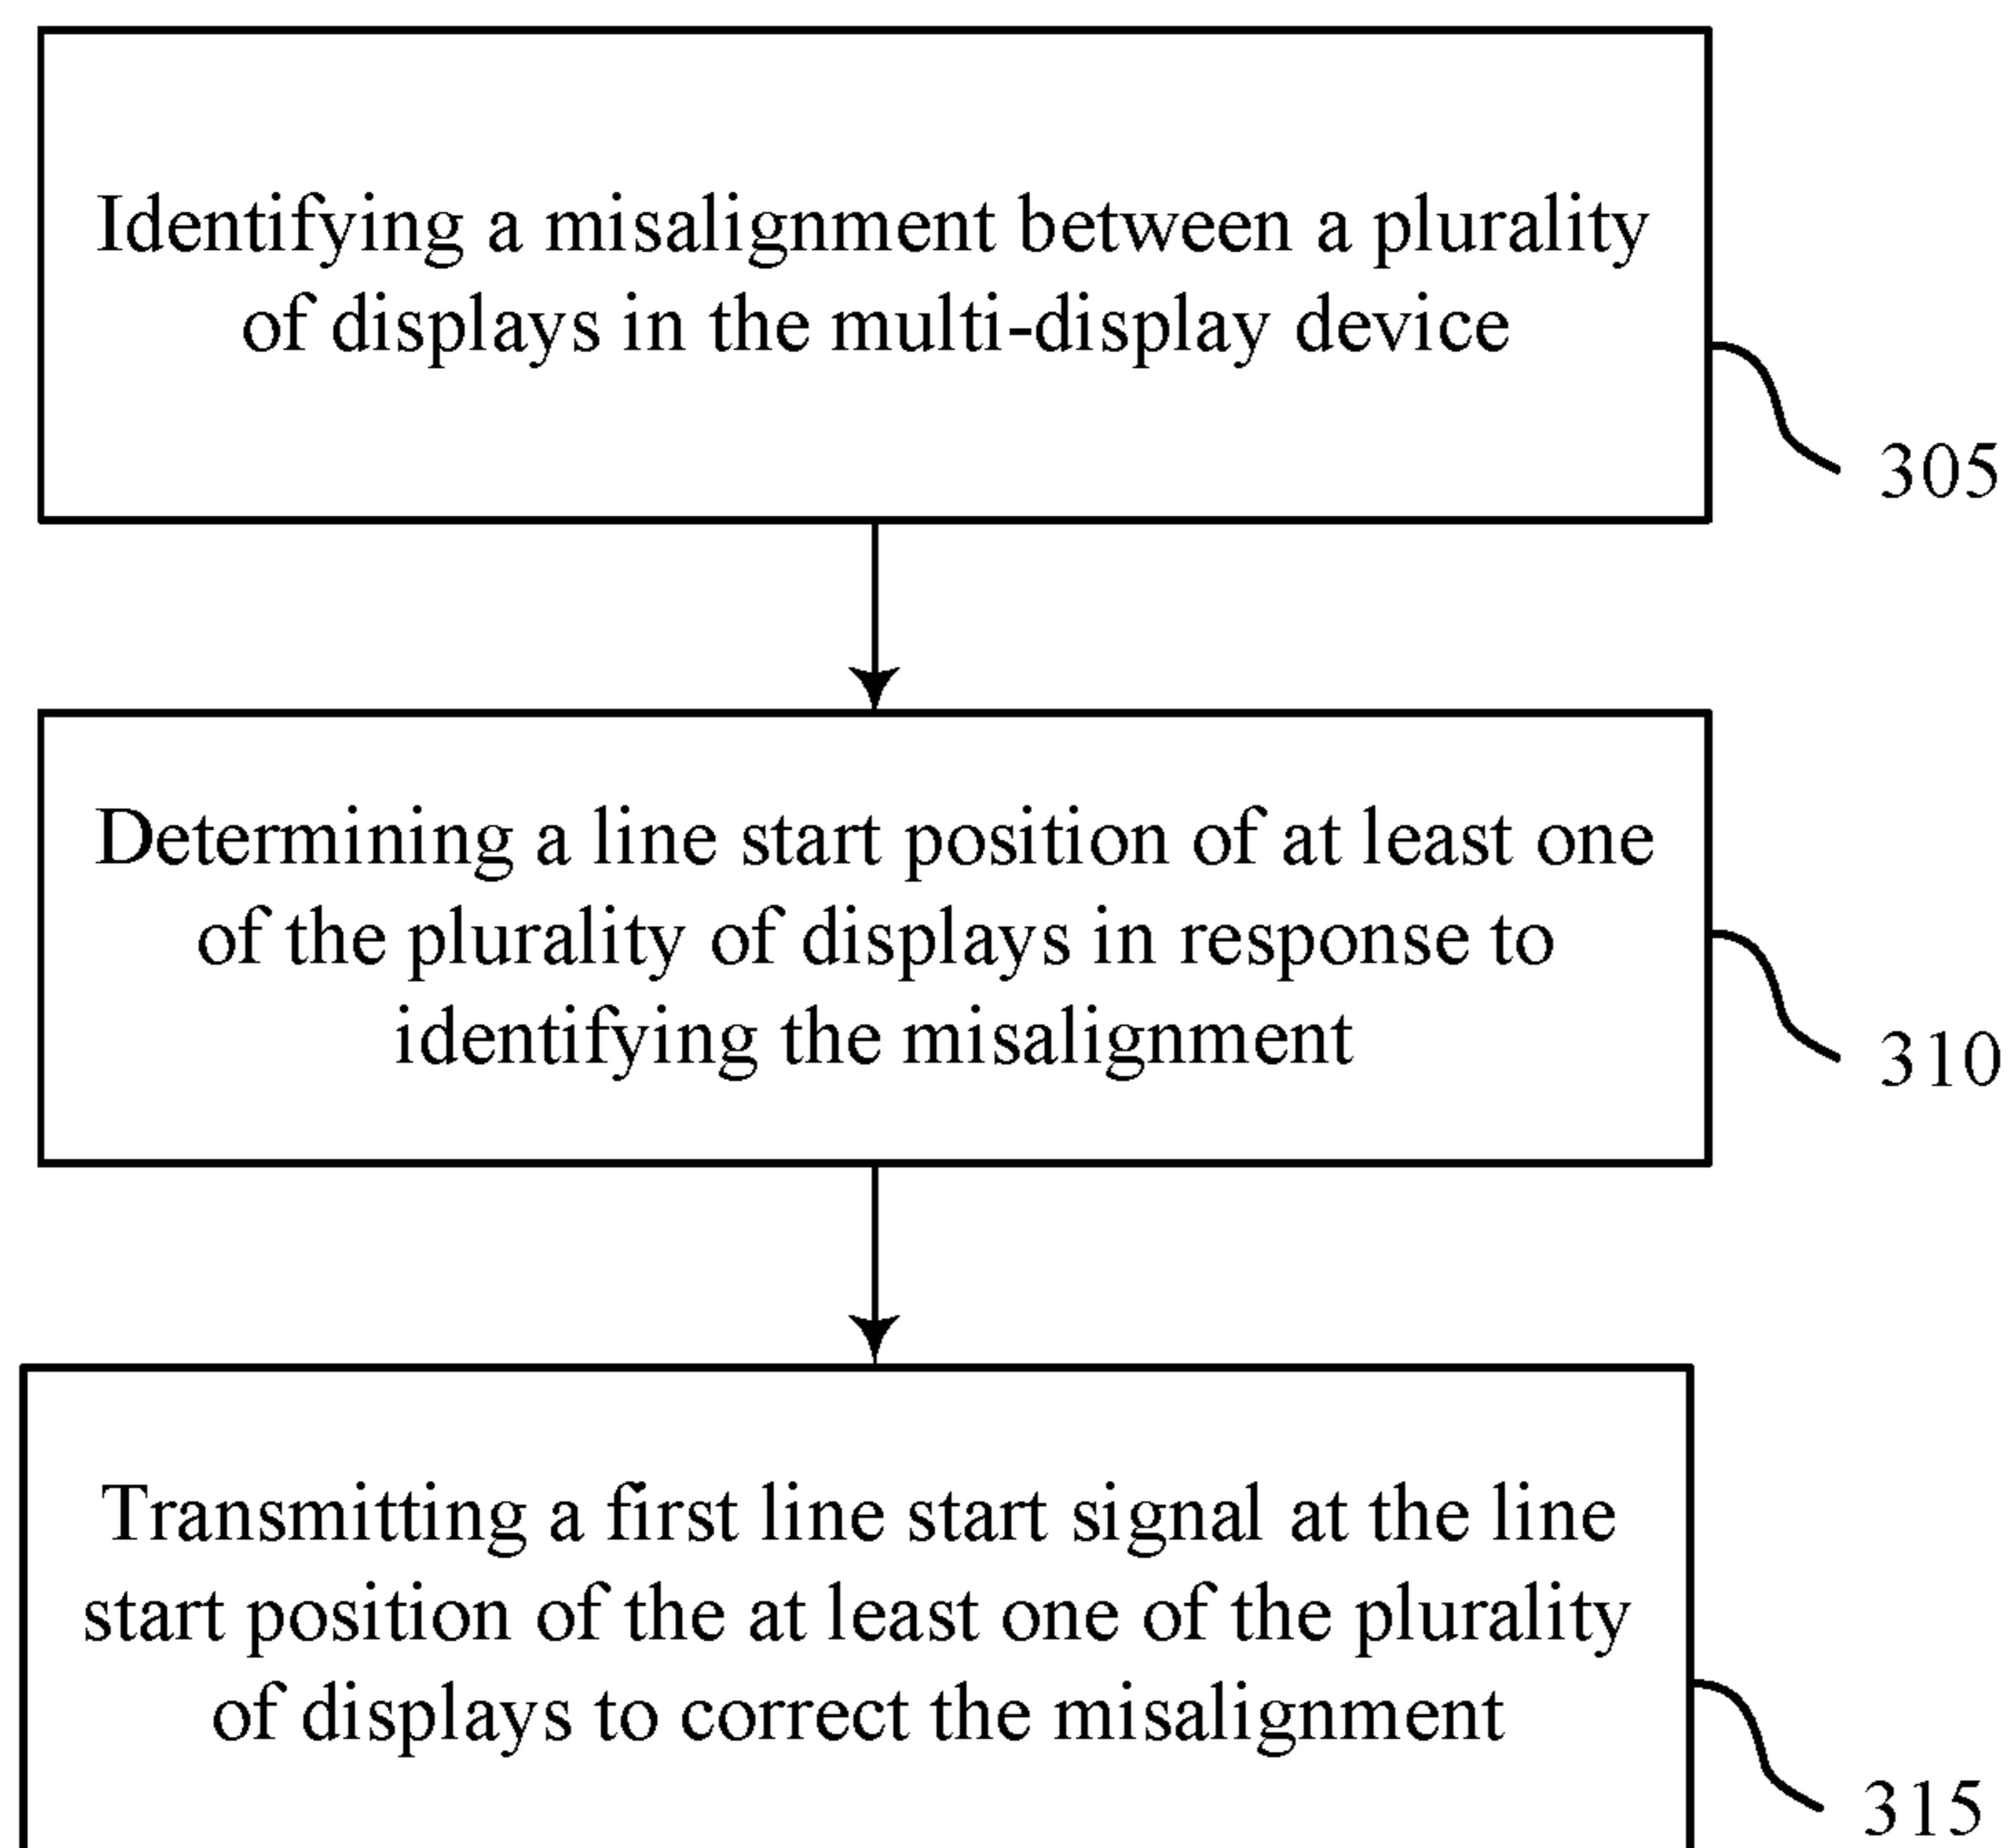 Identifying a misalignment between a plurality
of displays in the multi-display device
305
Determining a line start position of at least one
of the plurality of displays in response to
identifying the misalignment
310
Transmitting a first line start signal at the line
start position of the at least one of the plurality
of displays to correct the misalignment
315